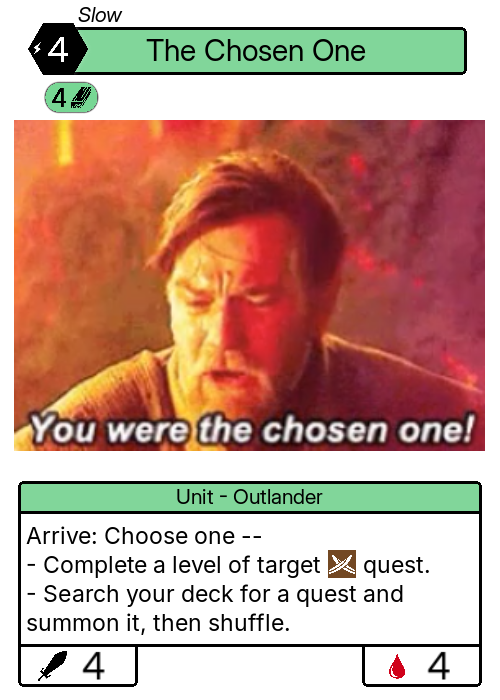 Slow
4 The Chosen One
4
You were the chosen one!
Unit - Outlander
Arrive: Choose one --
- Complete a level of target quest.
- Search your deck for a quest and
summon it, then shuffle.
4 4